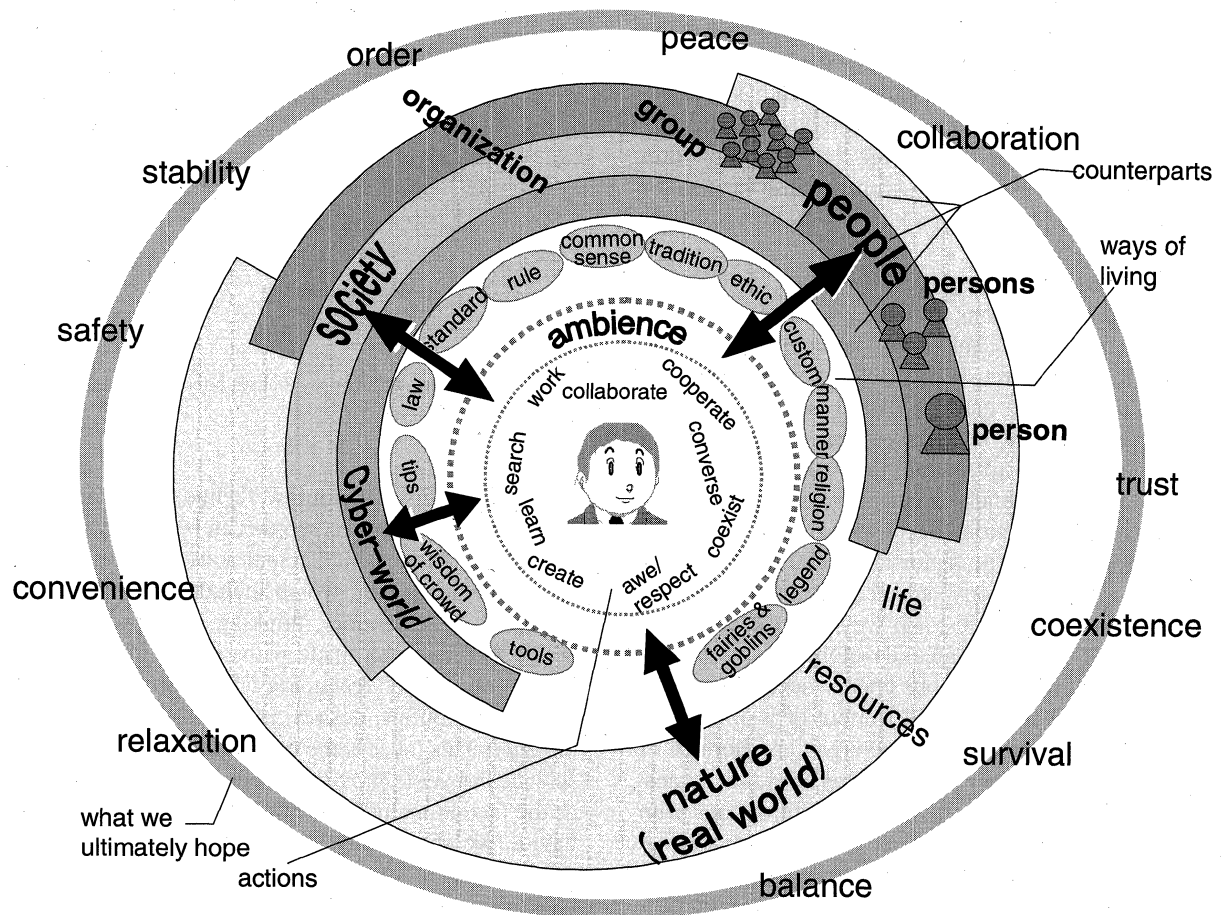 peace
order
organization
group
collaboration
counterparts
stability
people
ways of
living
society
common
sense
tradition
rule
ethic
persons
standard
custom
safety
ambience
law
work
collaborate
cooperate
manner
person
search
converse
tips
religion
trust
Cyber-world
learn
coexist
wisdom
of crowd
create
awe/
respect
legend
convenience
life
coexistence
tools
fairies &
goblins
resources
relaxation
survival
nature
(real world)
what we
ultimately hope
actions
balance